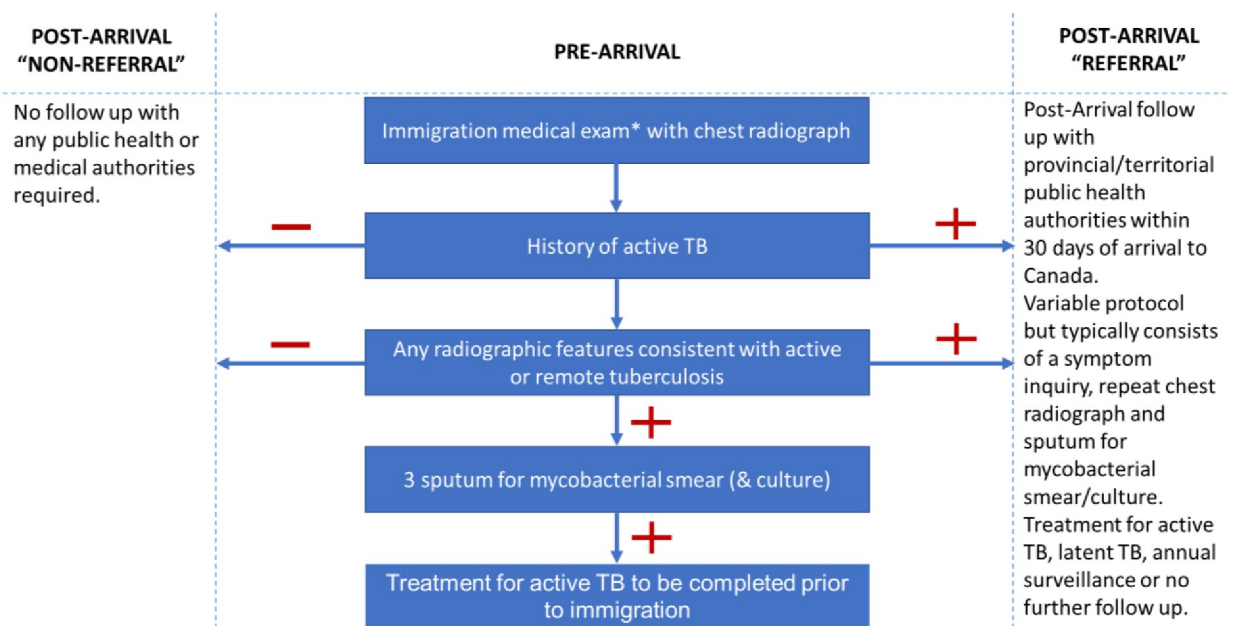 POST-ARRIVAL
“NON-REFERRAL”
No follow up with
any public health or
medical authorities
required.
PRE-ARRIVAL
Immigration medical exam* with chest radiograph
History of active TB
Any radiographic features consistent with active
or remote tuberculosis
3 sputum for mycobacterial smear (& culture)
Treatment for active TB to be completed prior
to immigration
−
+
−
+
+
+
POST-ARRIVAL
“REFERRAL”
Post-Arrival follow
up with
provincial/territorial
public health
authorities within
30 days of arrival to
Canada.
Variable protocol
but typically consists
of a symptom
inquiry, repeat chest
radiograph and
sputum for
mycobacterial
smear/culture.
Treatment for active
TB, latent TB, annual
surveillance or no
further follow up.